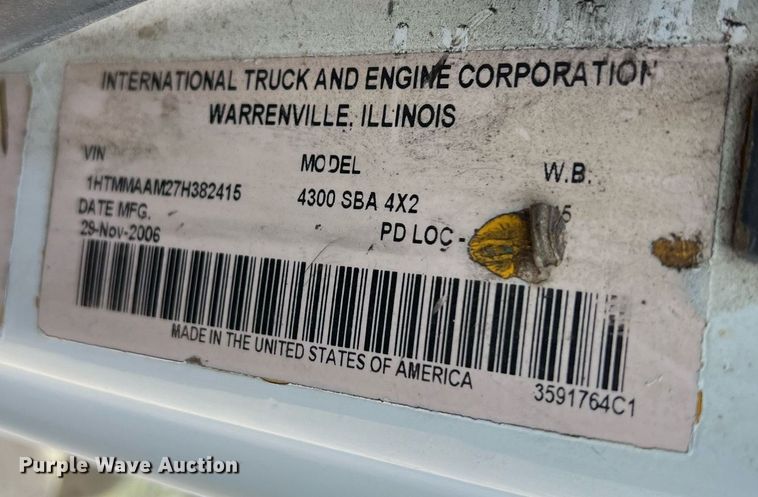 INTERNATIONAL TRUCK AND ENGINE CORPORATION
WARRENVILLE, ILLINOIS
VIN MODEL W.B.
1HTMMAAM27H382415 4300 SBA 4X2
DATE MFG. PD LOC -
29-Nov-2006
MADE IN THE UNITED STATES OF AMERICA
3591764C1
Purple Wave Auction